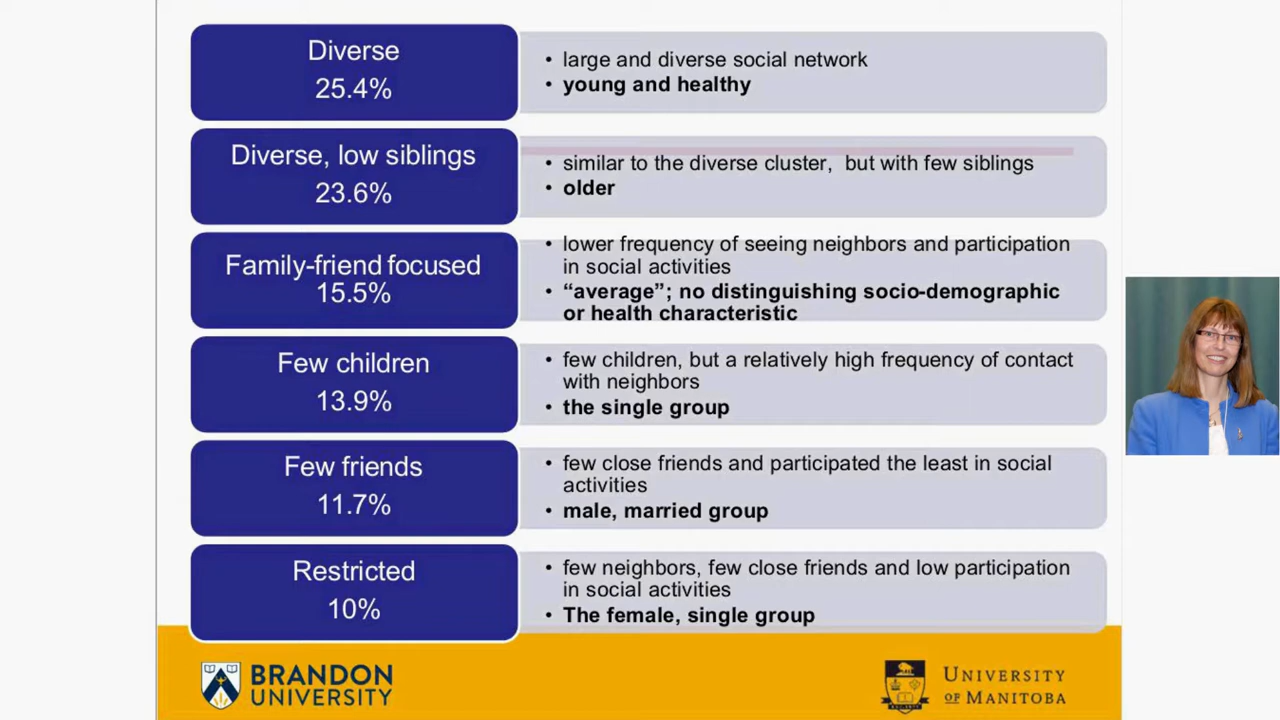 Diverse
25.4%
• large and diverse social network
• young and healthy
Diverse, low siblings
23.6%
• similar to the diverse cluster, but with few siblings
• older
Family-friend focused
15.5%
• lower frequency of seeing neighbors and participation
in social activities
• “average”; no distinguishing socio-demographic
or health characteristic
Few children
13.9%
• few children, but a relatively high frequency of contact
with neighbors
• the single group
Few friends
11.7%
• few close friends and participated the least in social
activities
• male, married group
Restricted
10%
• few neighbors, few close friends and low participation
in social activities
• The female, single group
BRANDON
UNIVERSITY
UNIVERSITY
OF MANITOBA